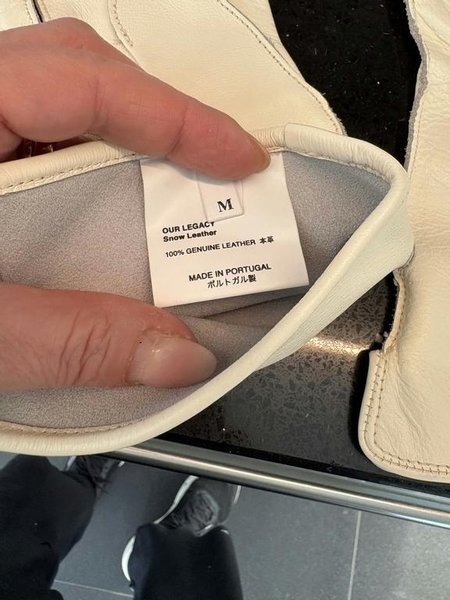 M
OUR LEGACY
Snow Leather
100% GENUINE LEATHER 本革
MADE IN PORTUGAL
ポルトガル製